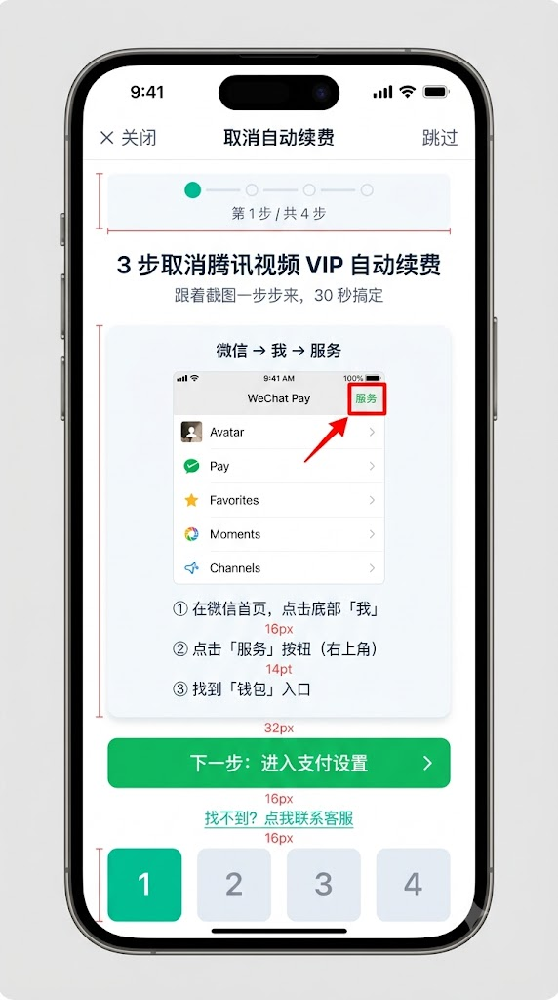 9:41
× 关闭
取消自动续费
跳过
第 1 步 / 共 4 步
3 步取消腾讯视频 VIP 自动续费
跟着截图一步步来，30 秒搞定
微信 → 我 → 服务
9:41 AM
100%
WeChat Pay
服务
Avatar
Pay
Favorites
Moments
Channels
① 在微信首页，点击底部「我」
16px
② 点击「服务」按钮（右上角）
14pt
③ 找到「钱包」入口
32px
下一步：进入支付设置
16px
找不到？点我联系客服
16px
1
2
3
4